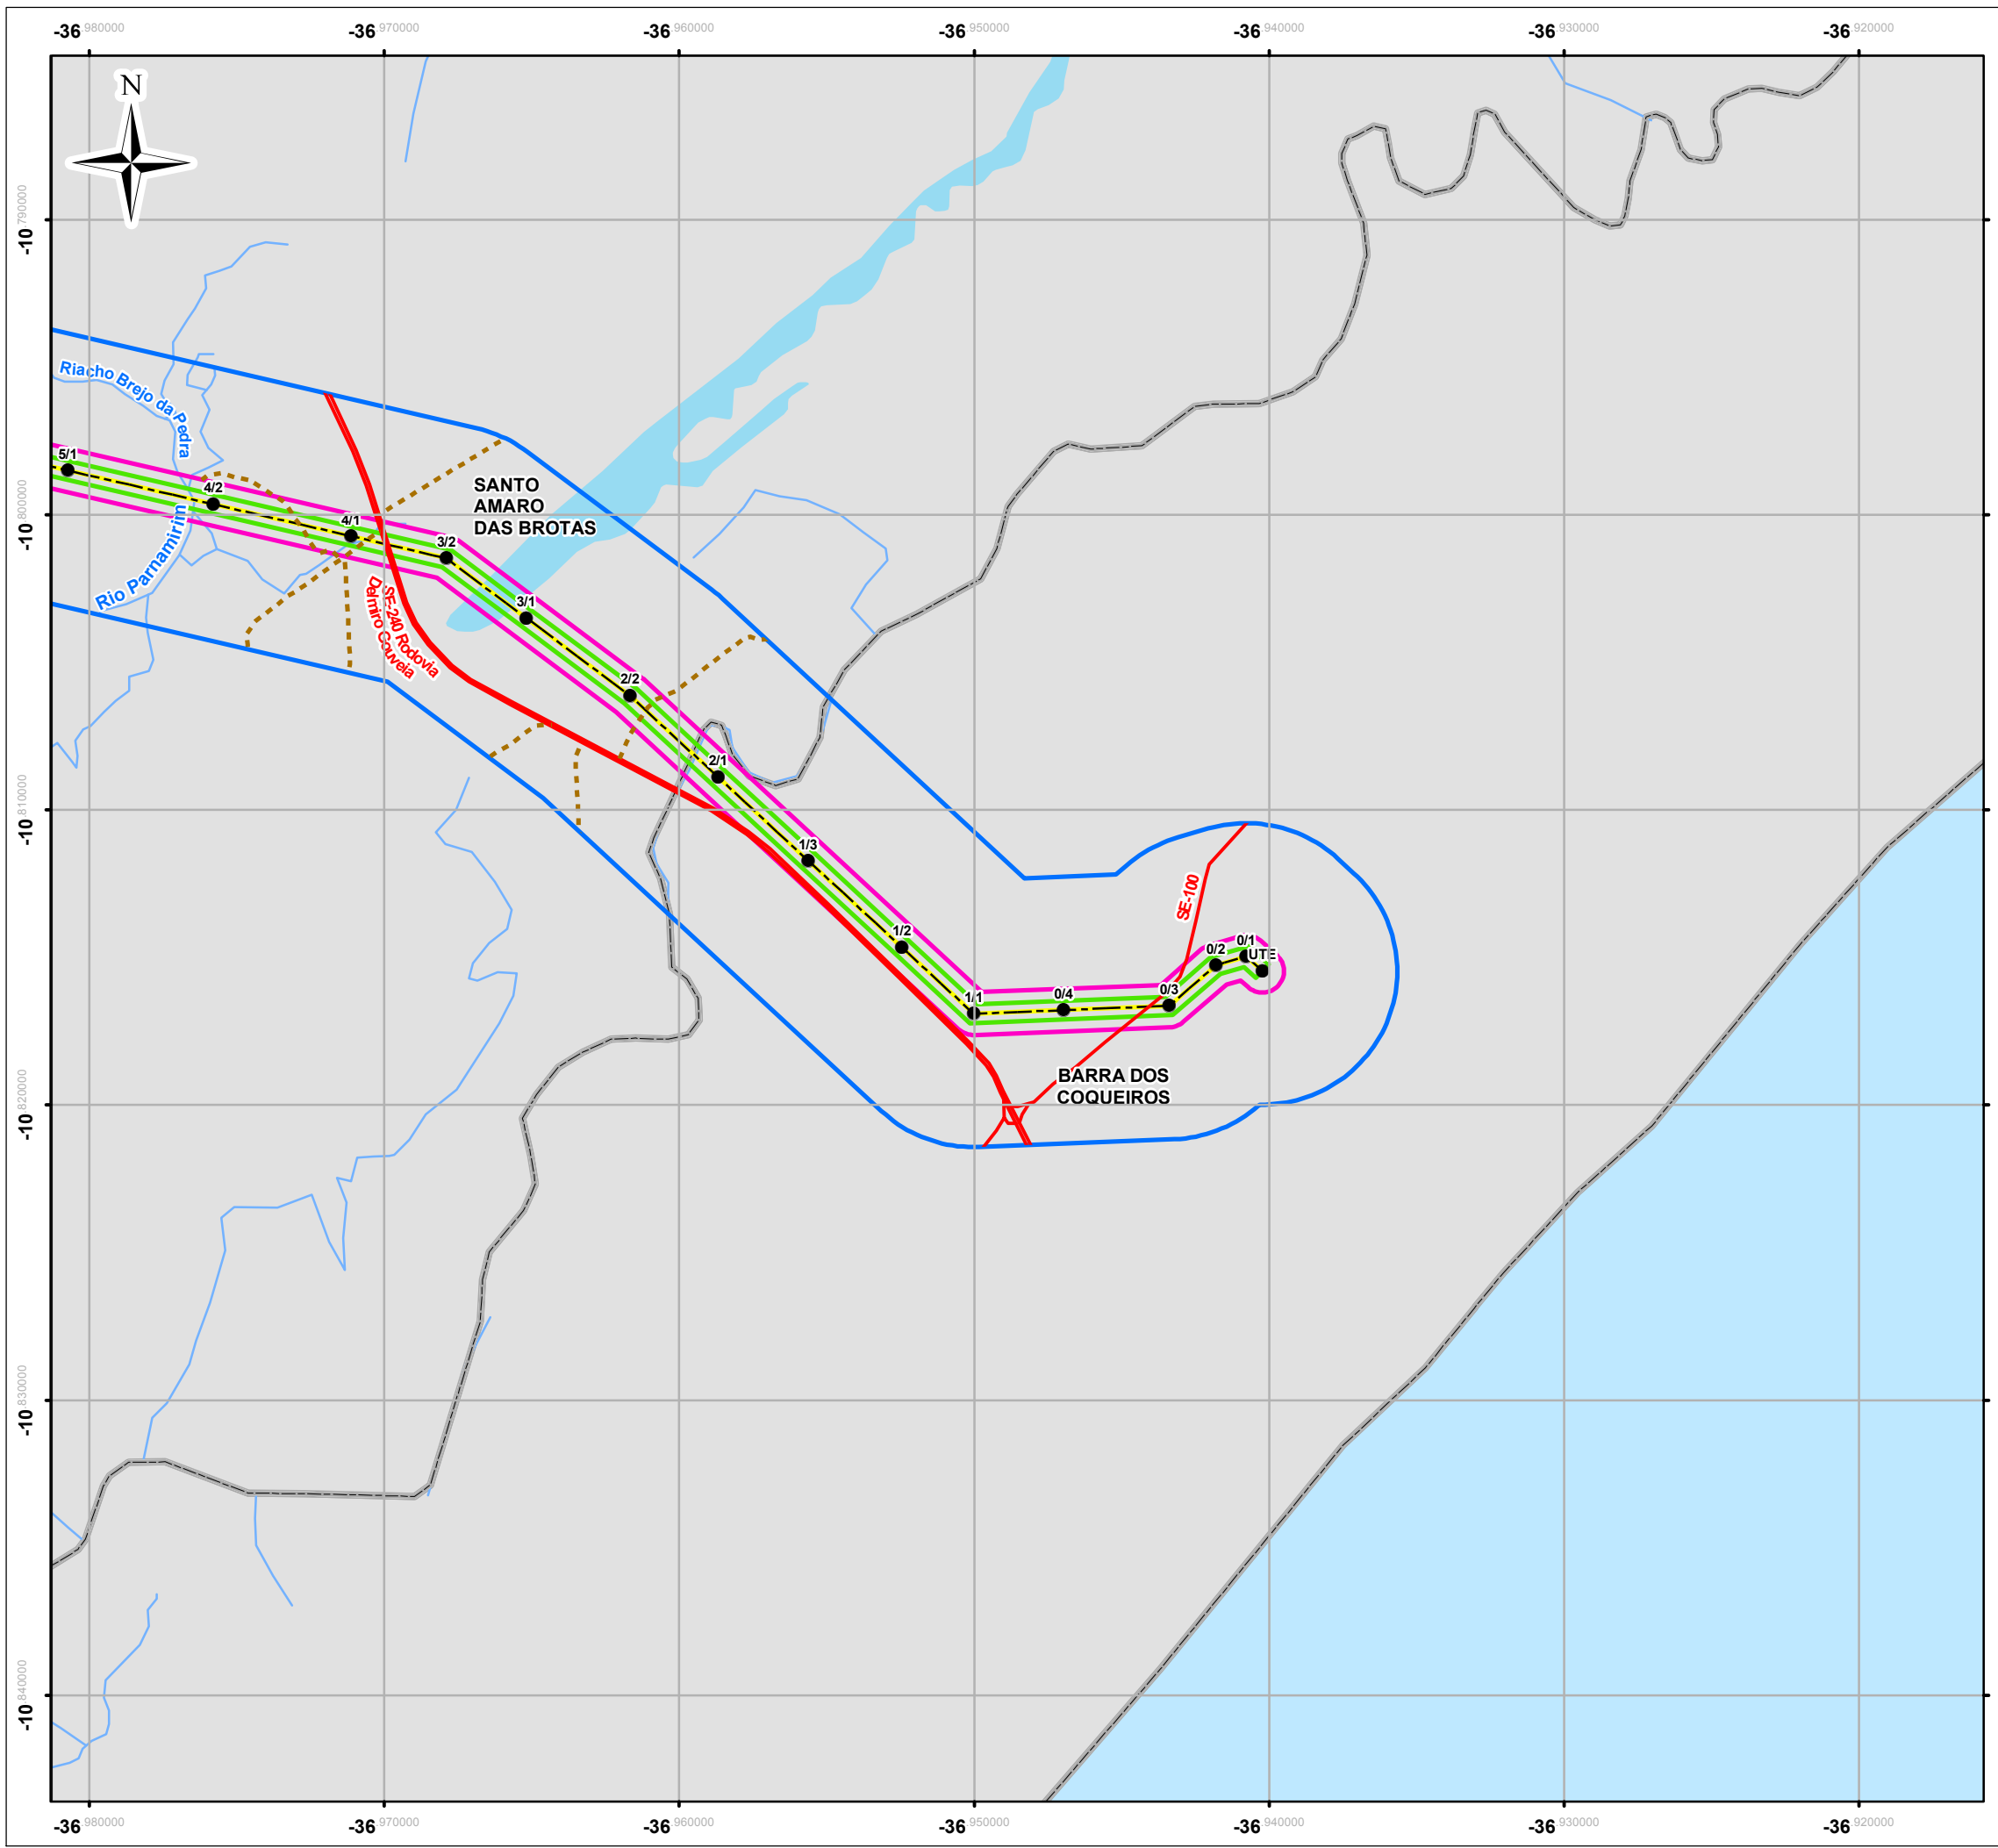 -36.980000
-36.970000
-36.960000
-36.950000
-36.940000
-36.930000
-36.920000
N
-10.790000
Riacho Brejo da Pedra
5/1
4/2
SANTO
AMARO
DAS BROTAS
-10.800000
4/1
3/2
Rio Parnamirim
SE-240 Rodovia
Delmiro Gouveia
3/1
2/2
2/1
-10.810000
1/3
SE-100
1/2
0/2
0/1
UTE
1/1
0/4
0/3
BARRA DOS
COQUEIROS
-10.820000
-10.830000
-10.840000
-36.980000
-36.970000
-36.960000
-36.950000
-36.940000
-36.930000
-36.920000